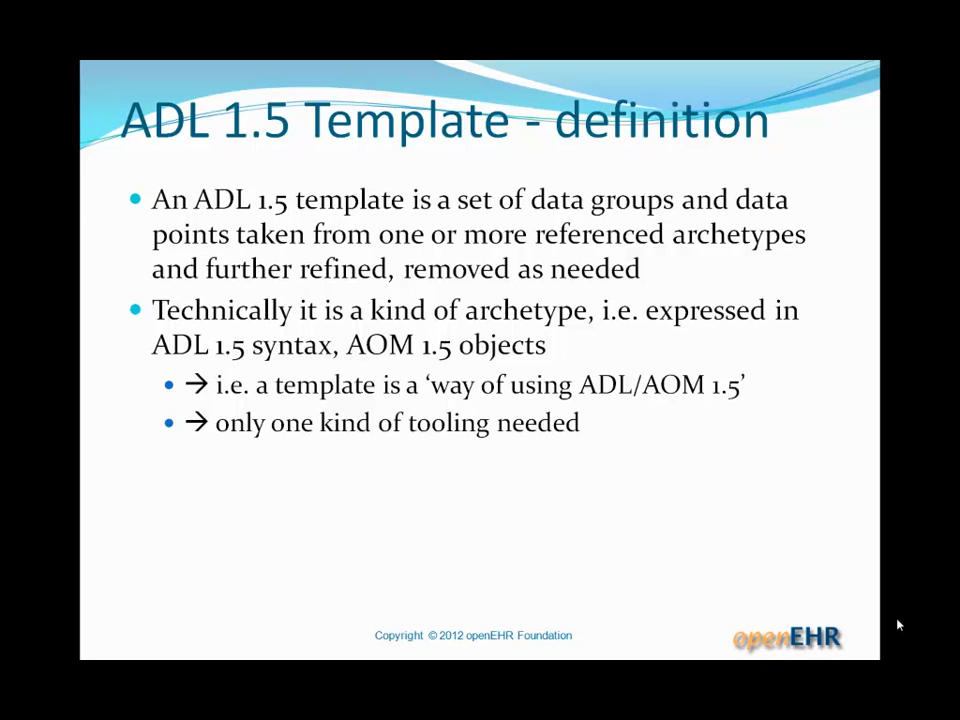 ADL 1.5 Template - definition
• An ADL 1.5 template is a set of data groups and data
points taken from one or more referenced archetypes
and further refined, removed as needed
• Technically it is a kind of archetype, i.e. expressed in
ADL 1.5 syntax, AOM 1.5 objects
• → i.e. a template is a ‘way of using ADL/AOM 1.5’
• → only one kind of tooling needed
Copyright © 2012 openEHR Foundation
openEHR